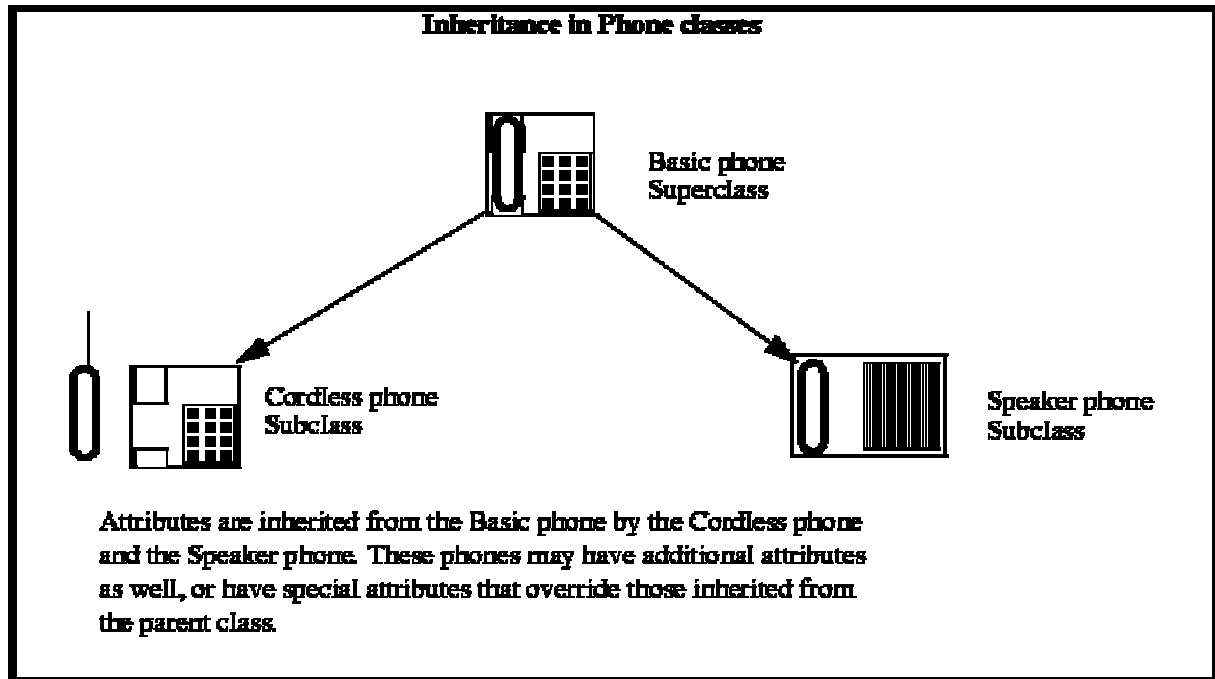 Inheritance in Phone classes
Basic phone
Superclass
Cordless phone
Subclass
Speaker phone
Subclass
Attributes are inherited from the Basic phone by the Cordless phone
and the Speaker phone. These phones may have additional attributes
as well, or have special attributes that override those inherited from
the parent class.